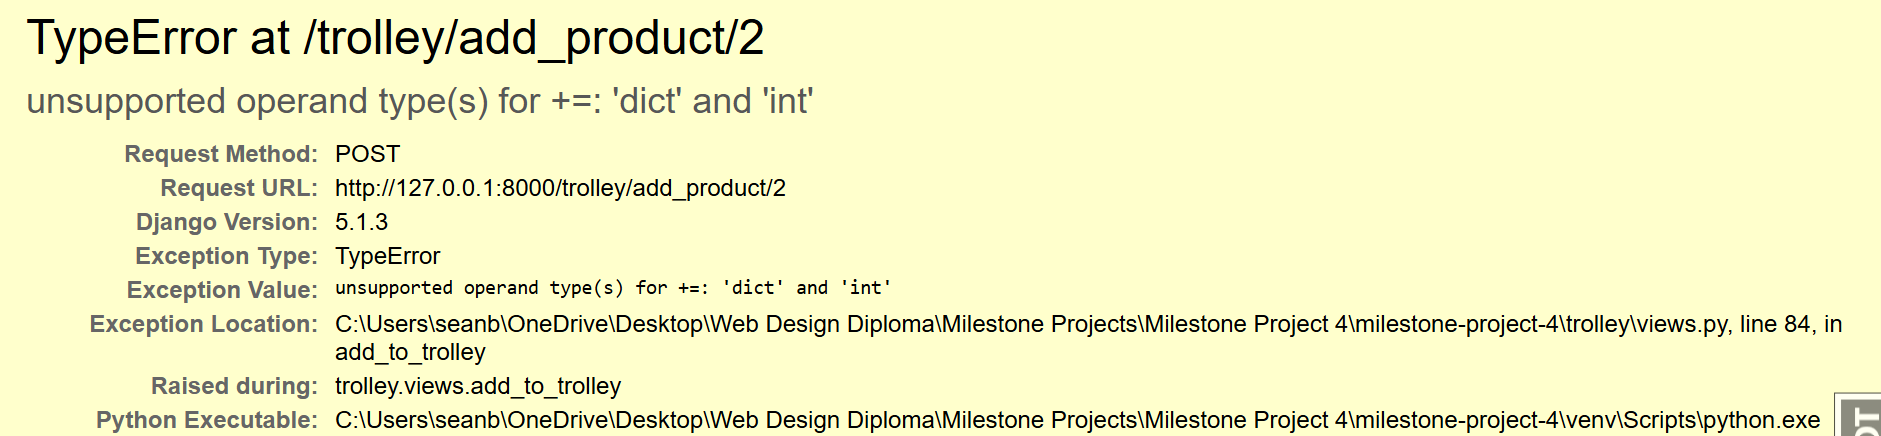 TypeError at /trolley/add_product/2
unsupported operand type(s) for +=: 'dict' and 'int'
Request Method: POST
Request URL: http://127.0.0.1:8000/trolley/add_product/2
Django Version: 5.1.3
Exception Type: TypeError
Exception Value: unsupported operand type(s) for +=: 'dict' and 'int'
Exception Location: C:\Users\seanb\OneDrive\Desktop\Web Design Diploma\Milestone Projects\Milestone Project 4\milestone-project-4\trolley\views.py, line 84, in
add_to_trolley
Raised during: trolley.views.add_to_trolley
Python Executable: C:\Users\seanb\OneDrive\Desktop\Web Design Diploma\Milestone Projects\Milestone Project 4\milestone-project-4\venv\Scripts\python.exe